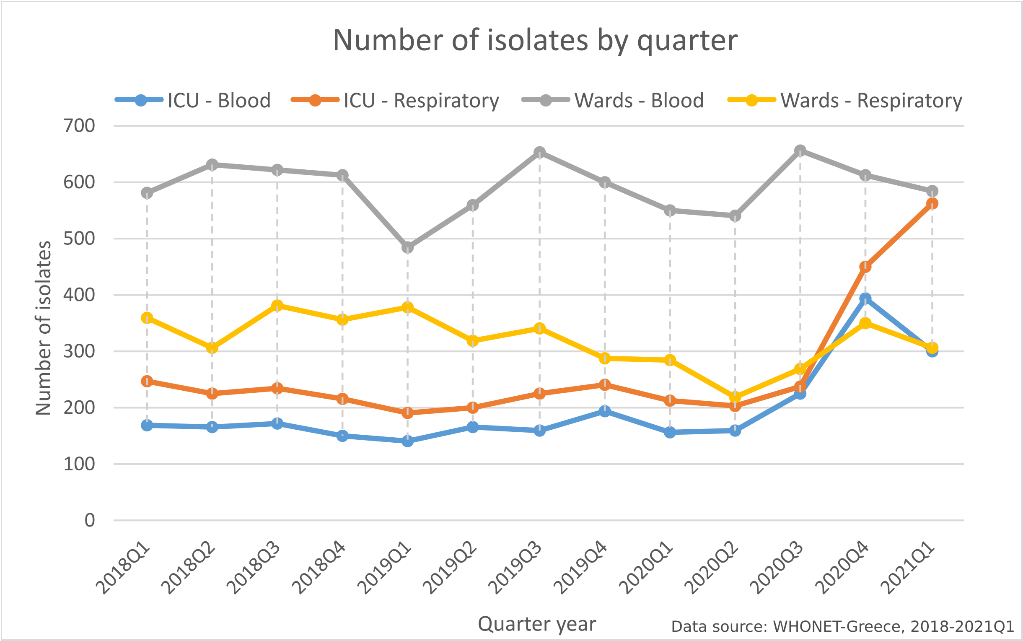 Number of isolates by quarter
ICU - Blood ICU - Respiratory Wards - Blood Wards - Respiratory
700
600
500
400
300
200
100
0
Number of isolates
2018Q1 2018Q2 2018Q3 2018Q4 2019Q1 2019Q2 2019Q3 2019Q4 2020Q1 2020Q2 2020Q3 2020Q4 2021Q1
Quarter year
Data source: WHONET-Greece, 2018-2021Q1